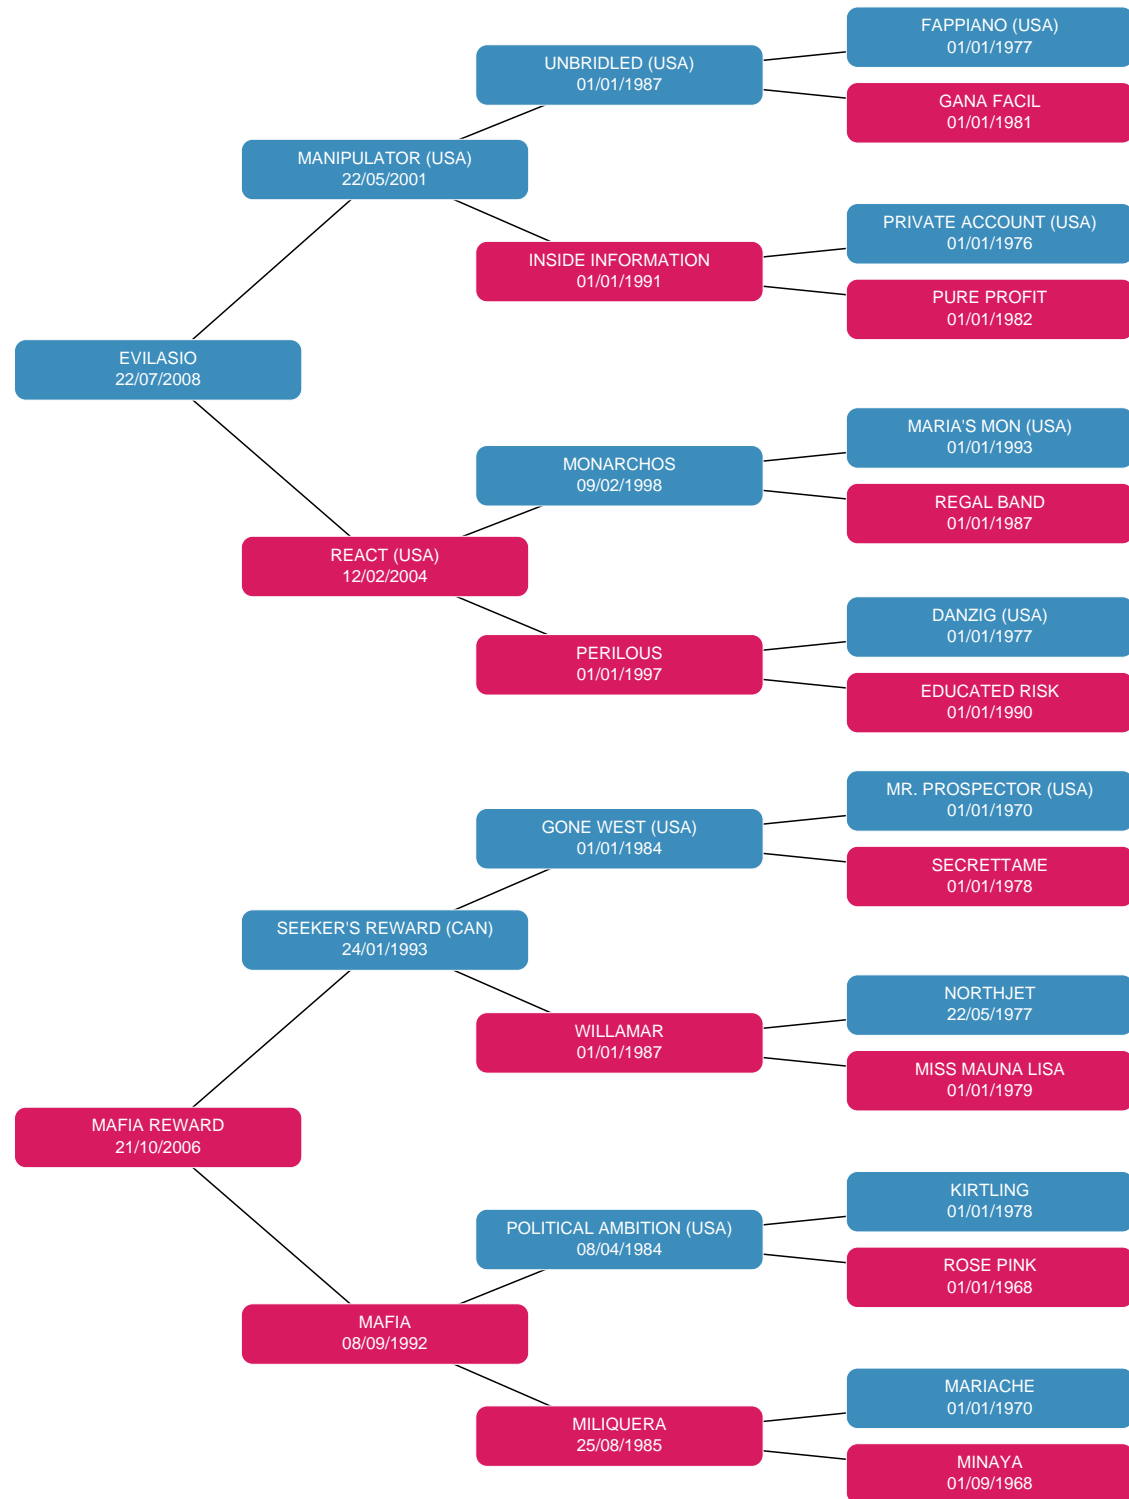 FAPPIANO (USA)
01/01/1977
UNBRIDLED (USA)
01/01/1987
GANA FACIL
01/01/1981
MANIPULATOR (USA)
22/05/2001
PRIVATE ACCOUNT (USA)
01/01/1976
INSIDE INFORMATION
01/01/1991
PURE PROFIT
01/01/1982
EVILASIO
22/07/2008
MARIA'S MON (USA)
01/01/1993
MONARCHOS
09/02/1998
REGAL BAND
01/01/1987
REACT (USA)
12/02/2004
DANZIG (USA)
01/01/1977
PERILOUS
01/01/1997
EDUCATED RISK
01/01/1990
MR. PROSPECTOR (USA)
01/01/1970
GONE WEST (USA)
01/01/1984
SECRETTAME
01/01/1978
SEEKER'S REWARD (CAN)
24/01/1993
NORTHJET
22/05/1977
WILLAMAR
01/01/1987
MISS MAUNA LISA
01/01/1979
MAFIA REWARD
21/10/2006
KIRTLING
01/01/1978
POLITICAL AMBITION (USA)
08/04/1984
ROSE PINK
01/01/1968
MAFIA
08/09/1992
MARIACHE
01/01/1970
MILIQUERA
25/08/1985
MINAYA
01/09/1968